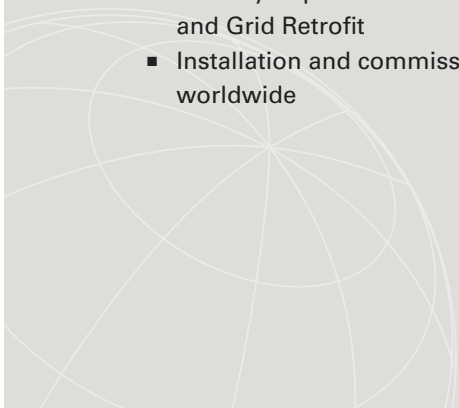 and Grid Retrofit
▪ Installation and commiss
worldwide